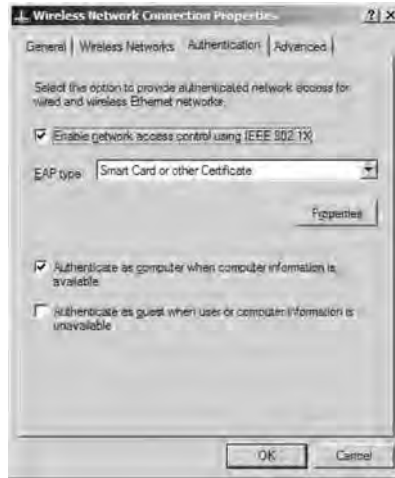 Wireless Network Connection Properties ? X
General Wireless Networks Authentication Advanced
Select this option to provide authenticated network access for
wired and wireless Ethernet networks.
Enable network access control using IEEE 802.1X
EAP type: Smart Card or other Certificate
Properties
Authenticate as computer when computer information is
available
Authenticate as guest when user or computer information is
unavailable
OK Cancel